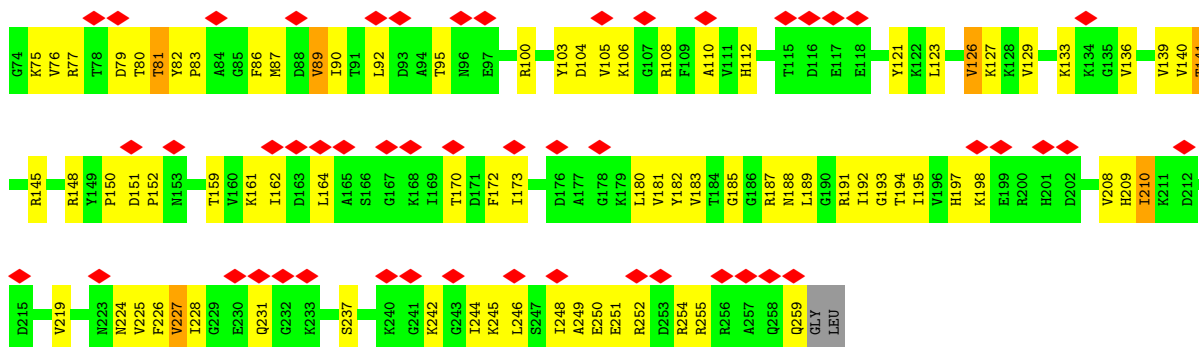 G74 K75 V76 R77 T78 D79 T80 T81 Y82 P83 A84 G85 F86 M87 D88 V89 I90 T91 L92 D93 A94 T95 N96 E97 R100 Y103 D104 V105 K106 G107 R108 F109 A110 V111 H112 T115 D116 E117 E118 Y121 K122 L123 V126 K127 K128 V129 K133 K134 G135 V136 V139 V140
R145 R148 Y149 P150 D151 P152 N153 T159 V160 K161 I162 D163 L164 A165 S166 G167 K168 I169 T170 D171 F172 I173 D176 A177 G178 K179 L180 V181 Y182 V183 T184 G185 G186 R187 N188 L189 G190 R191 I192 G193 T194 I195 V196 H197 K198 E199 R200 H201 D202 V208 H209 I210 K211 D212
D215 V219 N223 N224 V225 F226 V227 I228 G229 E230 Q231 G232 K233 S237 K240 G241 K242 G243 I244 K245 L246 S247 I248 A249 E250 E251 R252 D253 R254 R255 R256 A257 Q258 Q259 GLY LEU